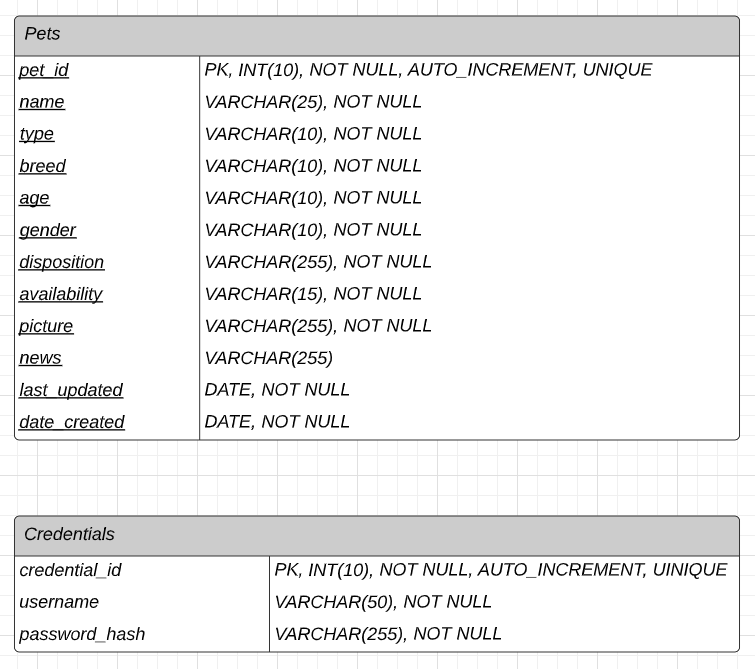 Pets
pet_id PK, INT(10), NOT NULL, AUTO_INCREMENT, UNIQUE
name VARCHAR(25), NOT NULL
type VARCHAR(10), NOT NULL
breed VARCHAR(10), NOT NULL
age VARCHAR(10), NOT NULL
gender VARCHAR(10), NOT NULL
disposition VARCHAR(255), NOT NULL
availability VARCHAR(15), NOT NULL
picture VARCHAR(255), NOT NULL
news VARCHAR(255)
last_updated DATE, NOT NULL
date_created DATE, NOT NULL
Credentials
credential_id PK, INT(10), NOT NULL, AUTO_INCREMENT, UINIQUE
username VARCHAR(50), NOT NULL
password_hash VARCHAR(255), NOT NULL